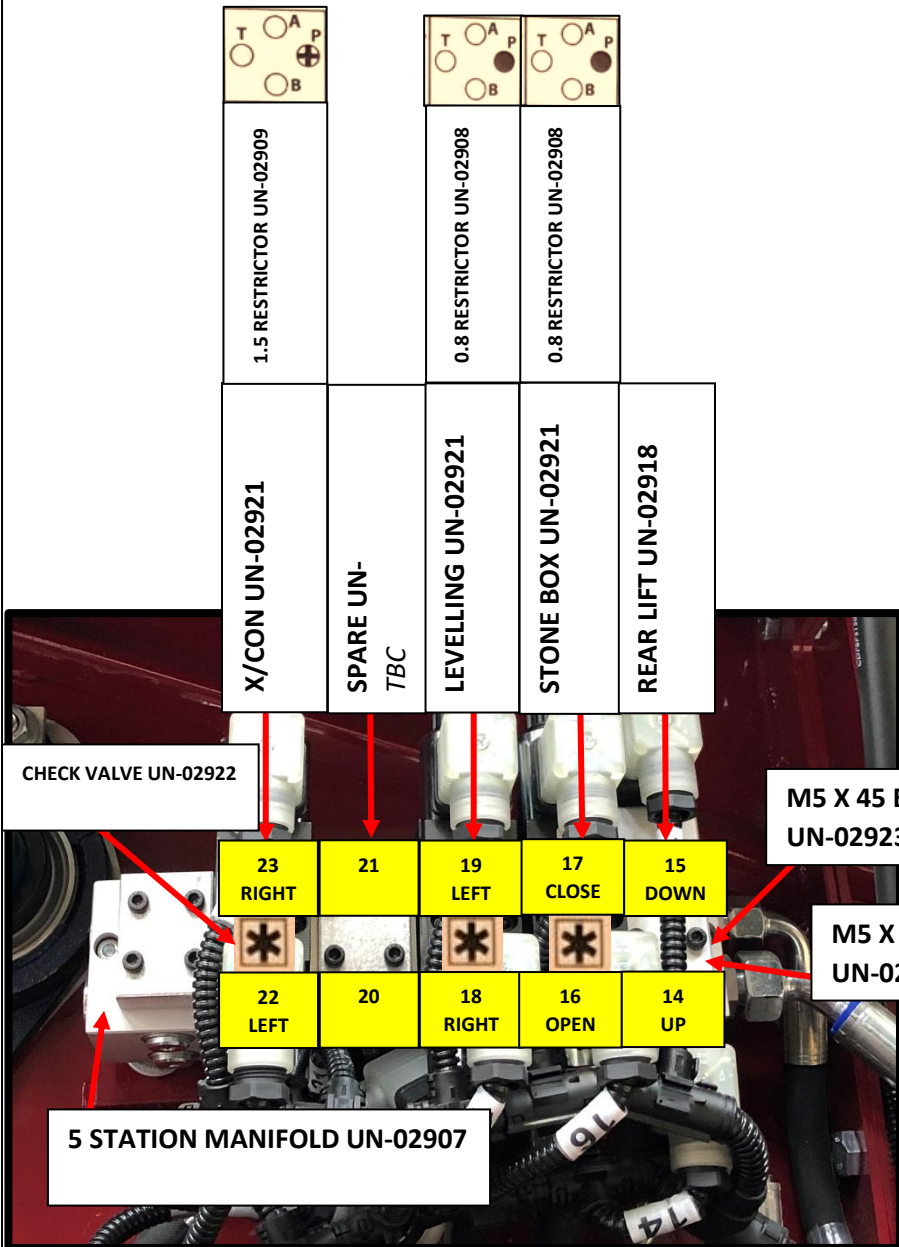 A
T P
B
A
T P
B
A
T P
B
1.5 RESTRICTOR UN-02909
0.8 RESTRICTOR UN-02908
0.8 RESTRICTOR UN-02908
X/CON UN-02921
SPARE UN-
TBC
LEVELLING UN-02921
STONE BOX UN-02921
REAR LIFT UN-02918
CHECK VALVE UN-02922
M5 X 45
UN-02923
M5 X
23
RIGHT
21
19
LEFT
17
CLOSE
15
DOWN
22
LEFT
20
18
RIGHT
16
OPEN
14
UP
5 STATION MANIFOLD UN-02907
16
14